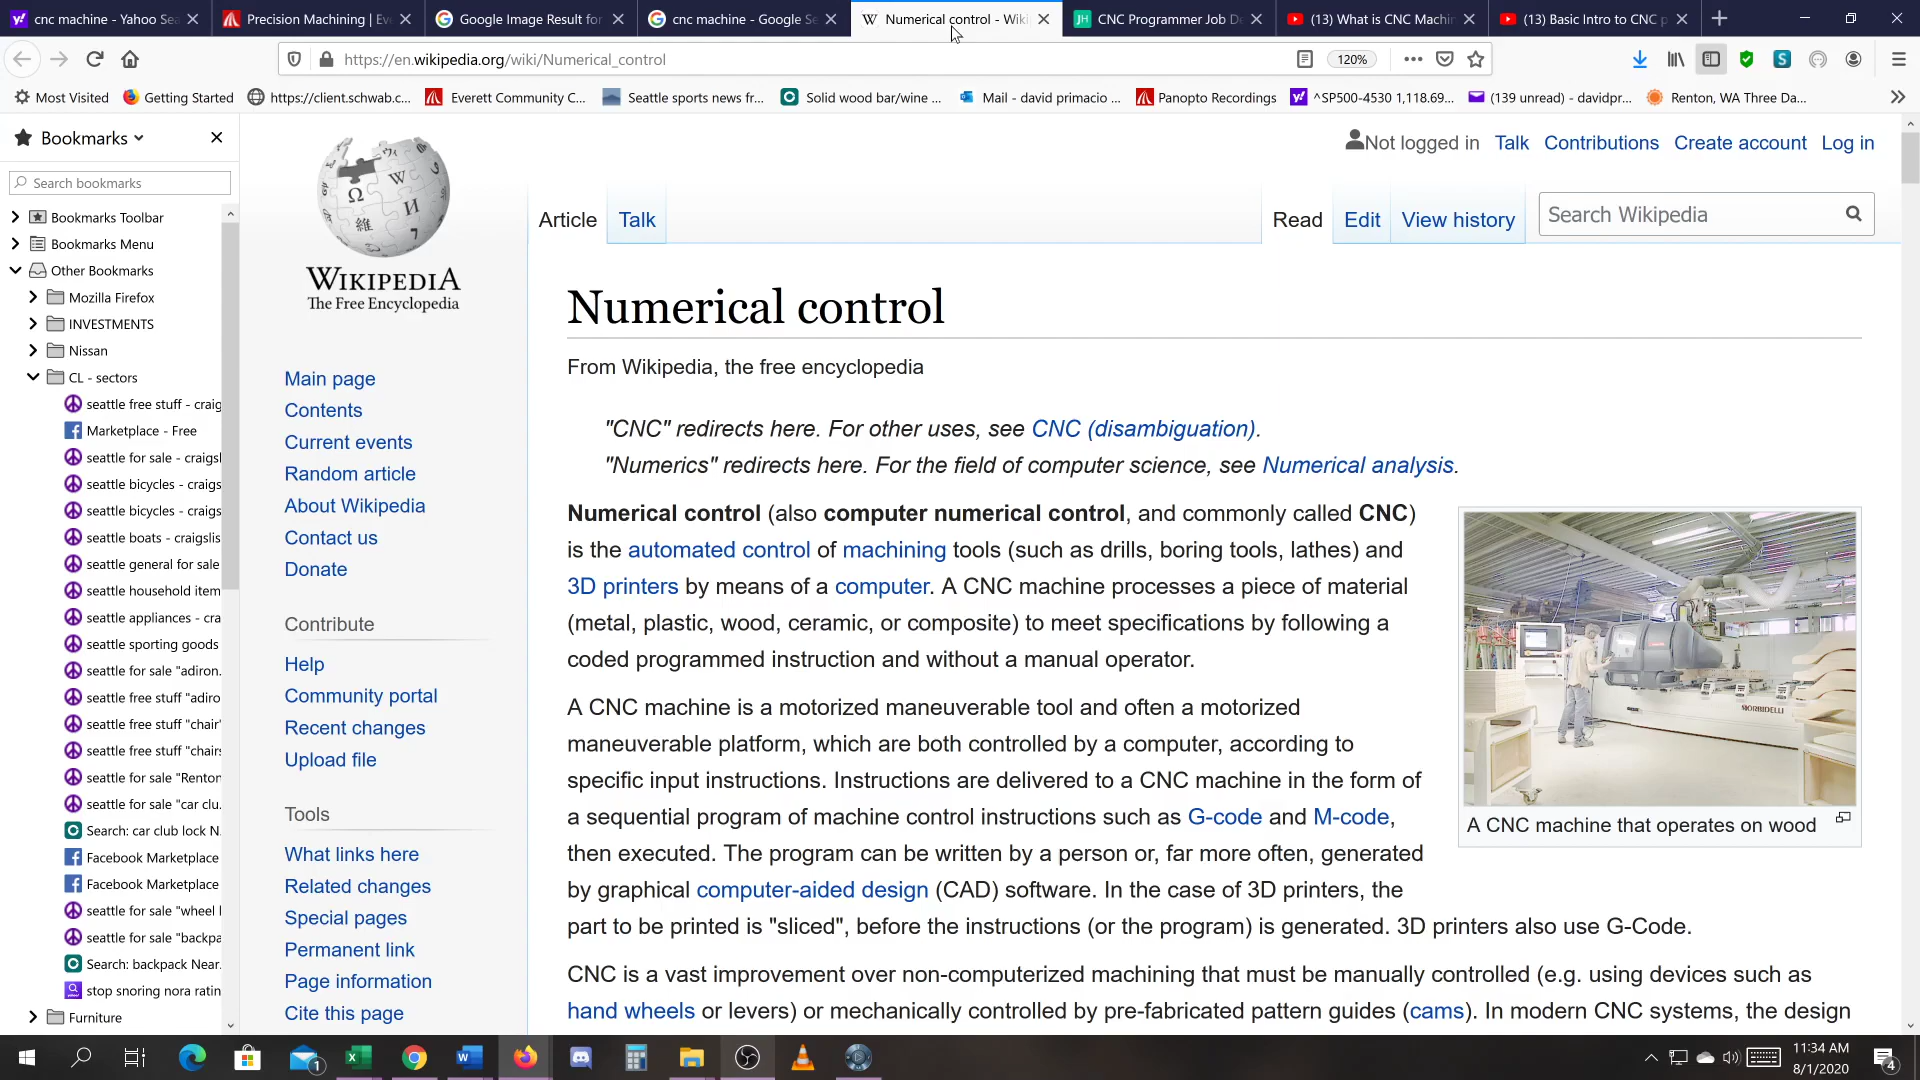 cnc machine - Yahoo Sea
Precision Machining | Eve
Google Image Result for
cnc machine - Google Se
Numerical control - Wiki
CNC Programmer Job De
(13) What is CNC Machin
(13) Basic Intro to CNC p
https://en.wikipedia.org/wiki/Numerical_control
120%
Most Visited
Getting Started
https://client.schwab.c...
Everett Community C...
Seattle sports news fr...
Solid wood bar/wine ...
Mail - david primacio ...
Panopto Recordings
^SP500-4530 1,118.69...
(139 unread) - davidpr...
Renton, WA Three Da...
Bookmarks
Search bookmarks
Bookmarks Toolbar
Bookmarks Menu
Other Bookmarks
Mozilla Firefox
INVESTMENTS
Nissan
CL - sectors
seattle free stuff - craig
Marketplace - Free
seattle for sale - craigsl
seattle bicycles - craigs
seattle bicycles - craigs
seattle boats - craigslis
seattle general for sale
seattle household item
seattle appliances - cra
seattle sporting goods
seattle for sale "adiron.
seattle free stuff "adiro
seattle free stuff "chair"
seattle free stuff "chairs
seattle for sale "Renton
seattle for sale "car clu.
Search: car club lock N.
Facebook Marketplace
Facebook Marketplace
seattle for sale "wheel l
seattle for sale "backpa
Search: backpack Near.
stop snoring nora ratin
Furniture
WIKIPEDIA
The Free Encyclopedia
Main page
Contents
Current events
Random article
About Wikipedia
Contact us
Donate
Contribute
Help
Community portal
Recent changes
Upload file
Tools
What links here
Related changes
Special pages
Permanent link
Page information
Cite this page
Not logged in
Talk
Contributions
Create account
Log in
Article
Talk
Read
Edit
View history
Search Wikipedia
Numerical control
From Wikipedia, the free encyclopedia
"CNC" redirects here. For other uses, see CNC (disambiguation).
"Numerics" redirects here. For the field of computer science, see Numerical analysis.
Numerical control (also computer numerical control, and commonly called CNC)
is the automated control of machining tools (such as drills, boring tools, lathes) and
3D printers by means of a computer. A CNC machine processes a piece of material
(metal, plastic, wood, ceramic, or composite) to meet specifications by following a
coded programmed instruction and without a manual operator.
A CNC machine is a motorized maneuverable tool and often a motorized
maneuverable platform, which are both controlled by a computer, according to
specific input instructions. Instructions are delivered to a CNC machine in the form of
a sequential program of machine control instructions such as G-code and M-code,
then executed. The program can be written by a person or, far more often, generated
by graphical computer-aided design (CAD) software. In the case of 3D printers, the
part to be printed is "sliced", before the instructions (or the program) is generated. 3D printers also use G-Code.
CNC is a vast improvement over non-computerized machining that must be manually controlled (e.g. using devices such as
hand wheels or levers) or mechanically controlled by pre-fabricated pattern guides (cams). In modern CNC systems, the design
MORBIDELLI
A CNC machine that operates on wood
11:34 AM
8/1/2020
1
4